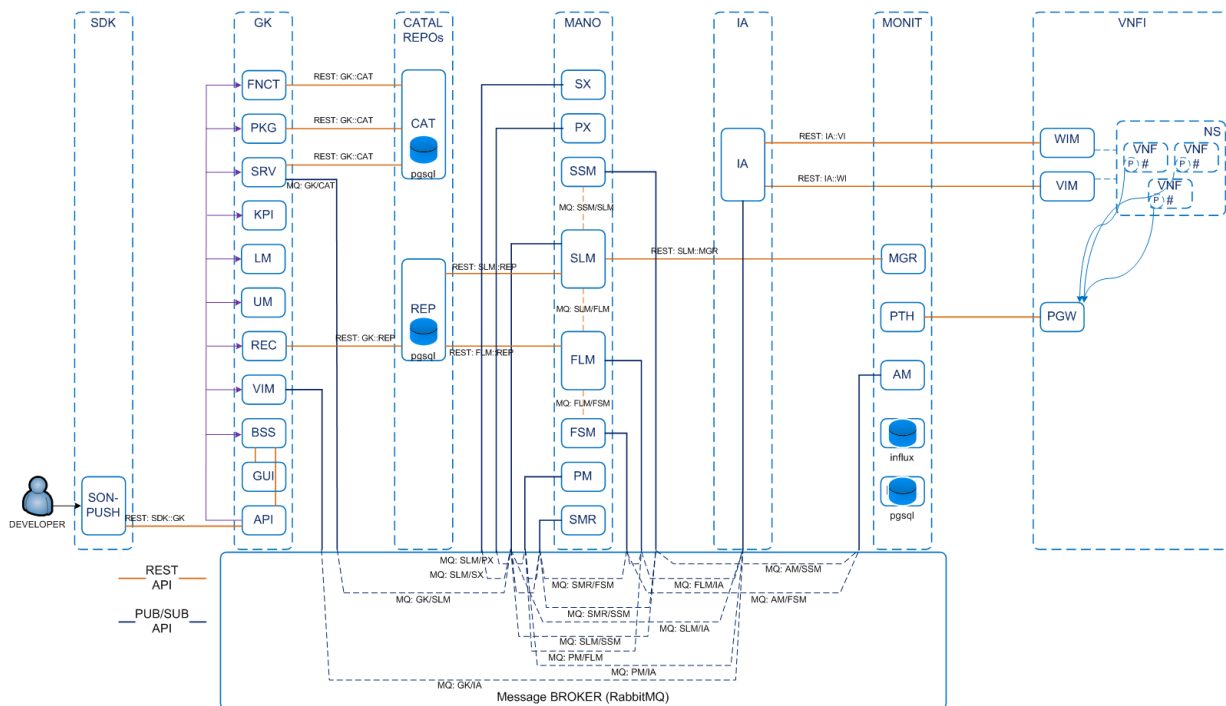 SDK
GK
CATAL
REPOs
MANO
IA
MONIT
VNFI
FNCT
REST: GK::CAT
SX
CAT
pgsql
PKG
REST: GK::CAT
PX
IA
REST: IA::VI
WIM
NS
VNF
#
P
VNF
#
P
VNF
#
P
SRV
REST: GK::CAT
MQ: GK/CAT
SSM
REST: IA::WI
VIM
MQ: SSM/SLM
KPI
LM
REST: SLM::REP
SLM
REST: SLM::MGR
MGR
UM
REP
pgsql
MQ: SLM/FLM
PTH
PGW
REC
REST: GK::REP
REST: FLM::REP
FLM
AM
VIM
MQ: FLM/FSM
BSS
FSM
influx
GUI
PM
SON-
PUSH
pgsql
DEVELOPER
REST: SDK::GK
API
SMR
REST
API
PUB/SUB
API
MQ: SLM/PX
MQ: SLM/SX
MQ: SMR/FSM
MQ: FLM/IA
MQ: AM/SSM
MQ: GK/SLM
MQ: AM/FSM
MQ: SMR/SSM
MQ: SLM/IA
MQ: SLM/SSM
MQ: PM/FLM
MQ: PM/IA
MQ: GK/IA
Message BROKER (RabbitMQ)